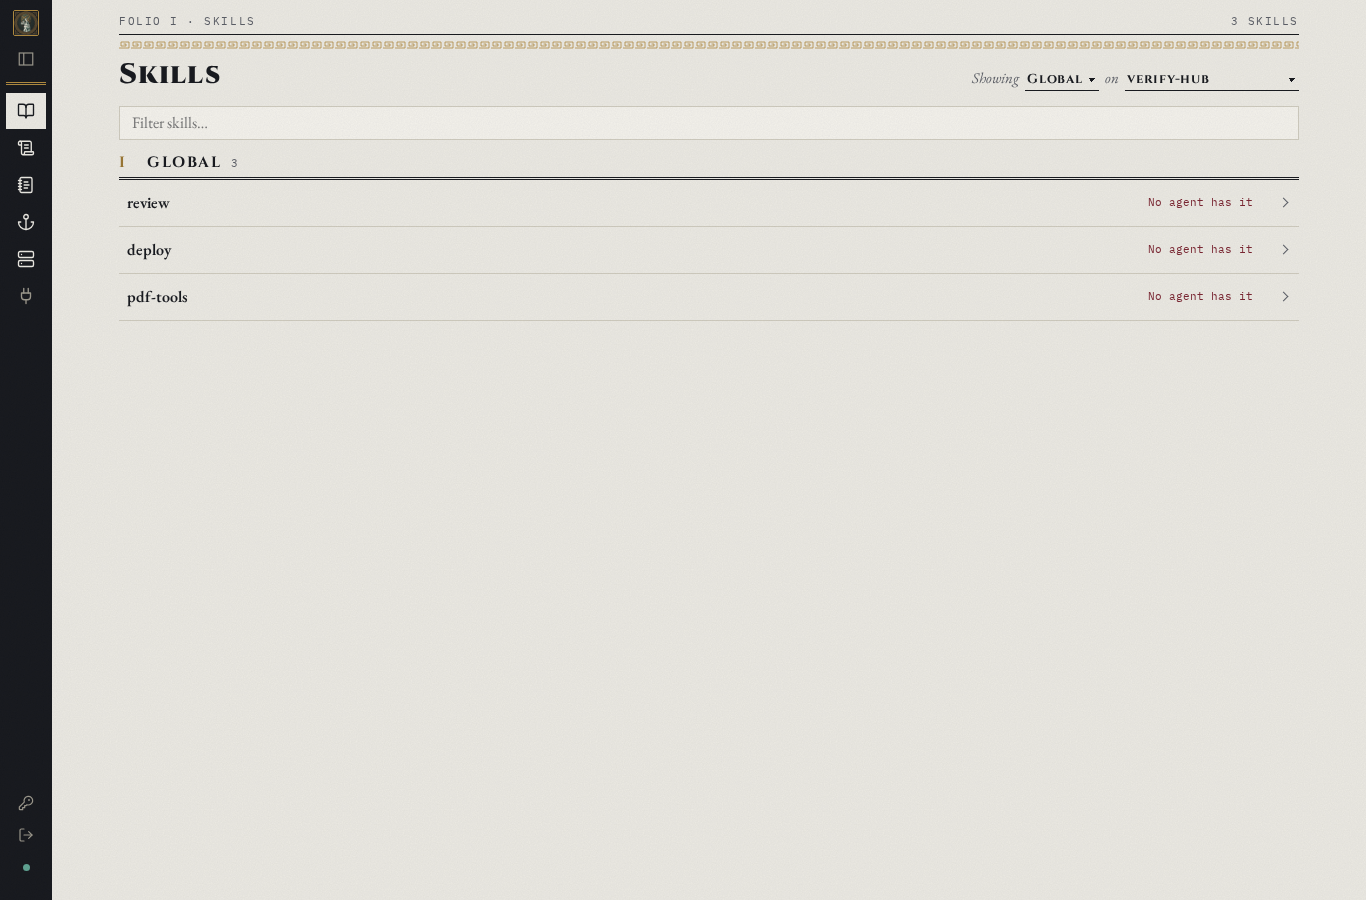 FOLIO I · SKILLS
3 SKILLS
Skills
Showing Global on verify-hub
Filter skills...
I GLOBAL 3
review No agent has it
deploy No agent has it
pdf-tools No agent has it